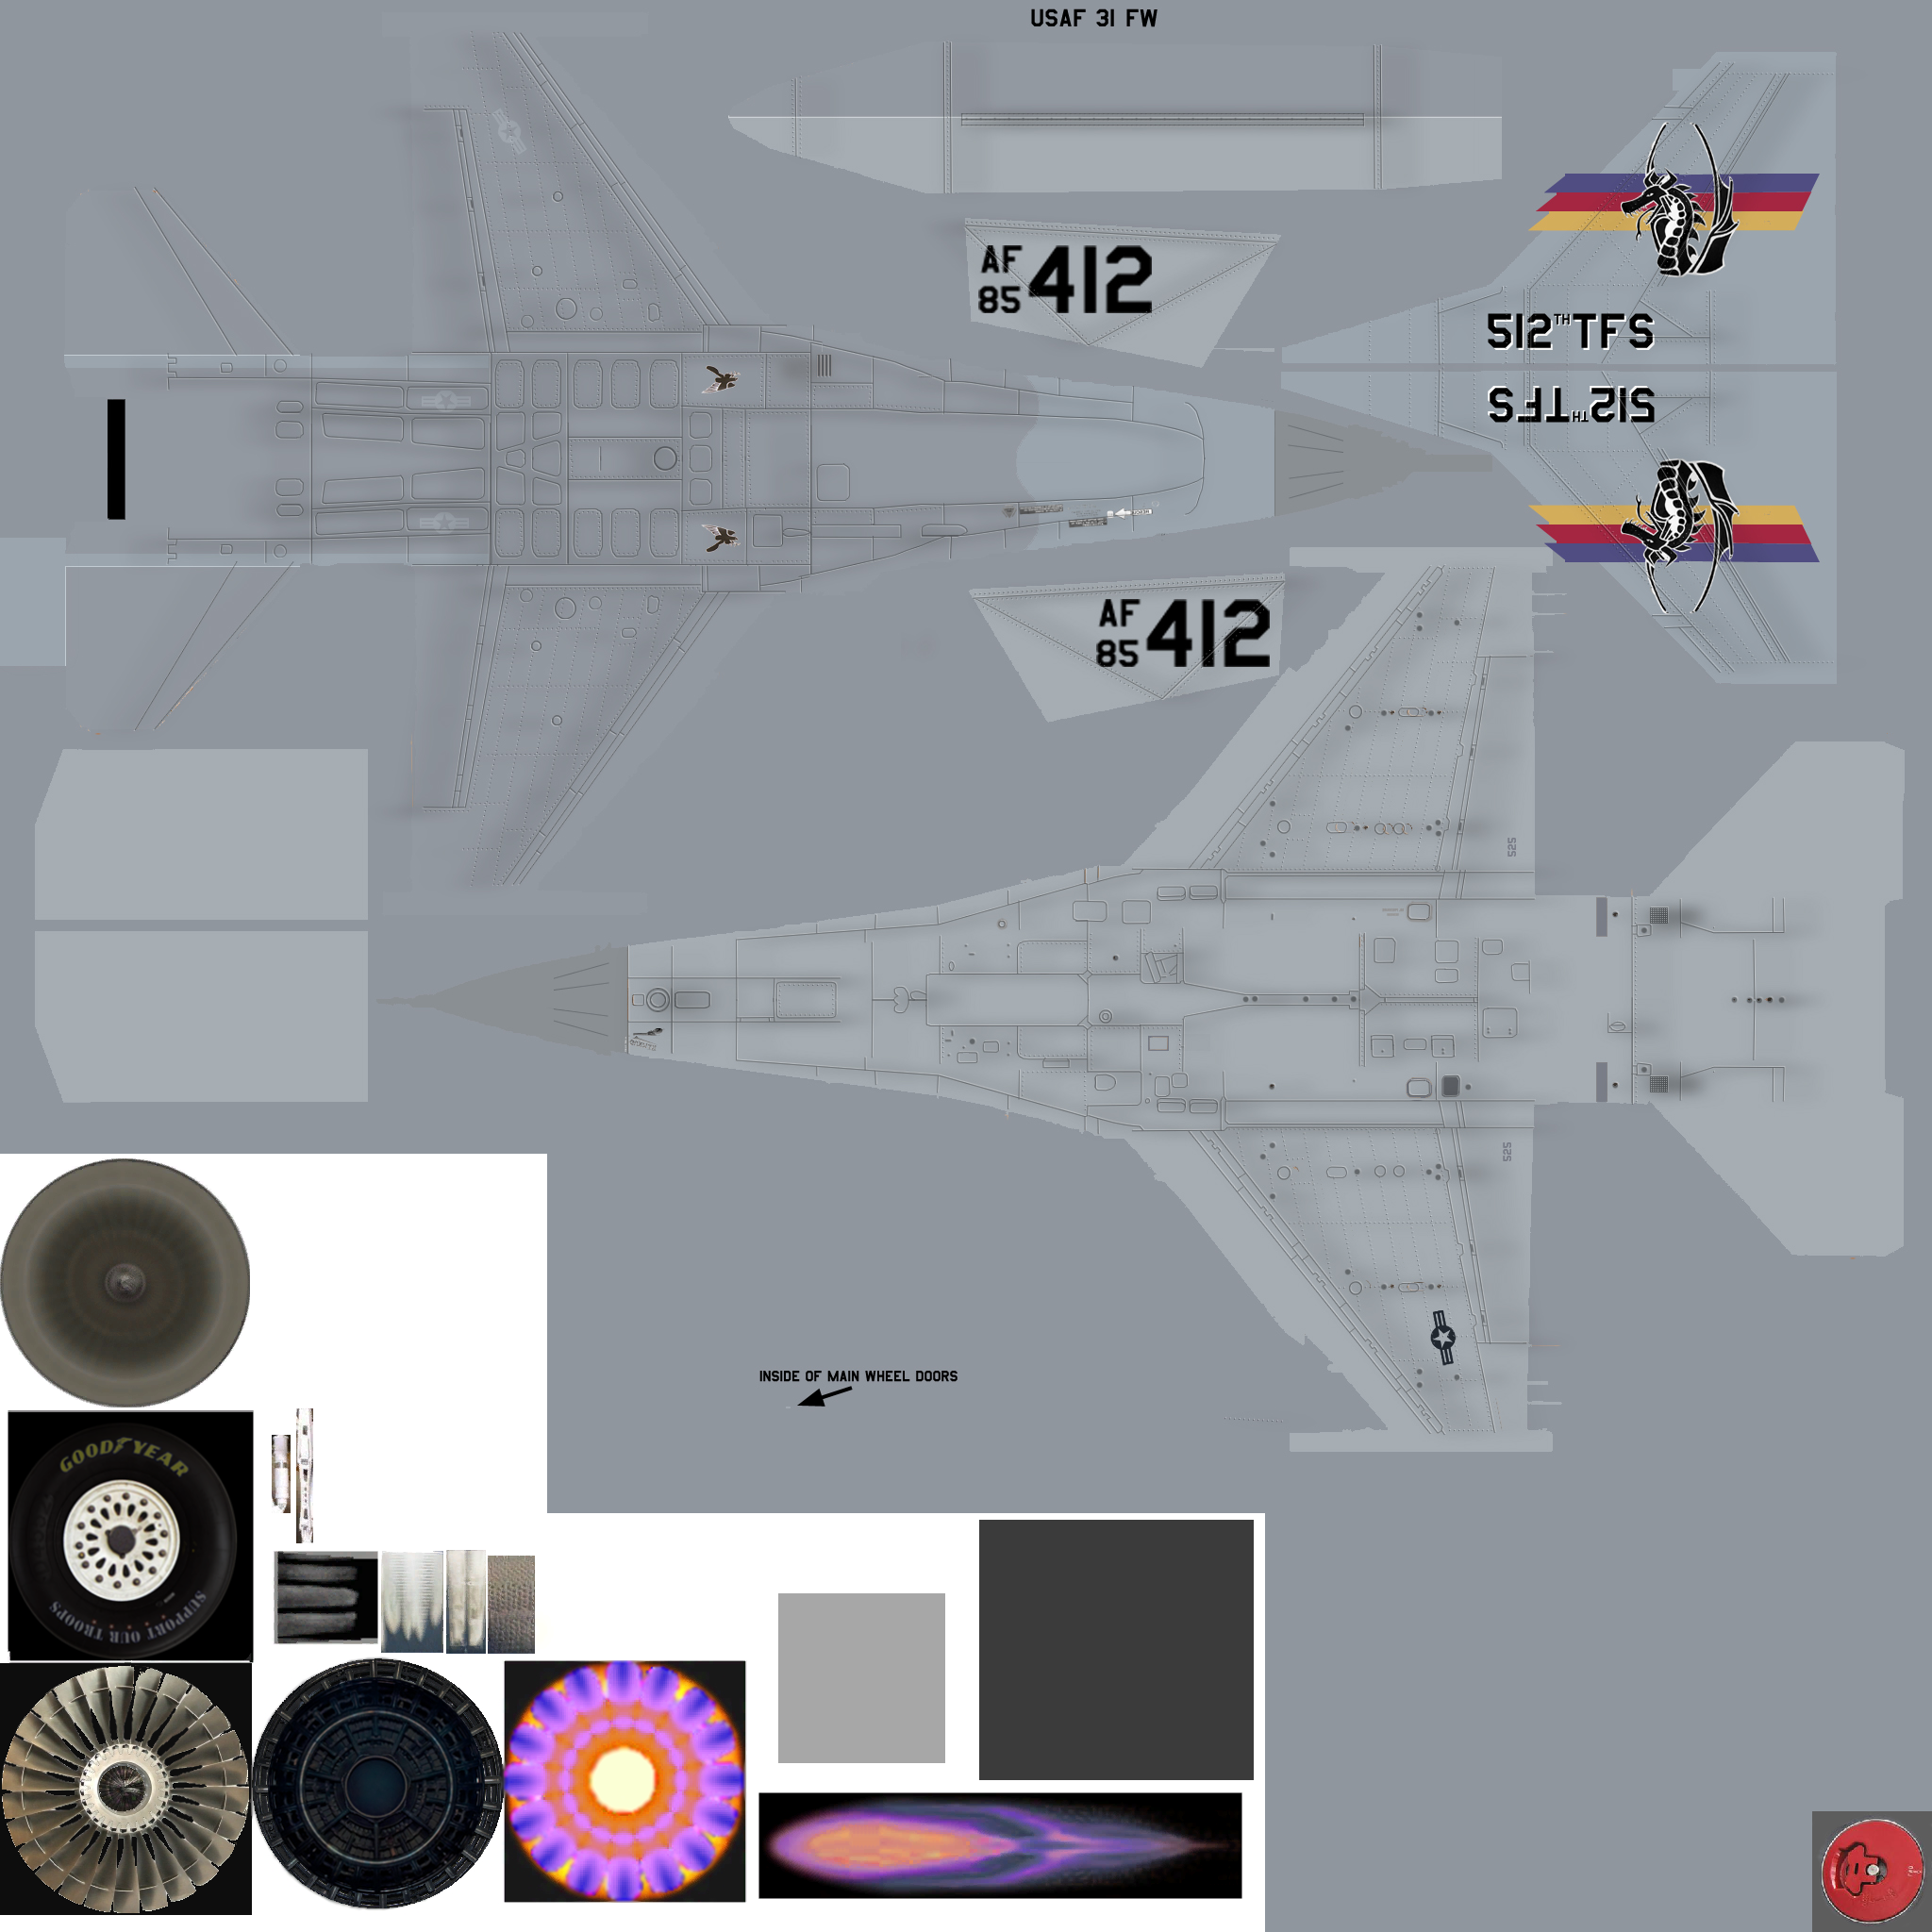 USAF 31 FW
AF
85 412
512TH TFS
512TH TFS
AF
85 412
525
525
INSIDE OF MAIN WHEEL DOORS
GOODYEAR
SUPPORT OUR TROOPS